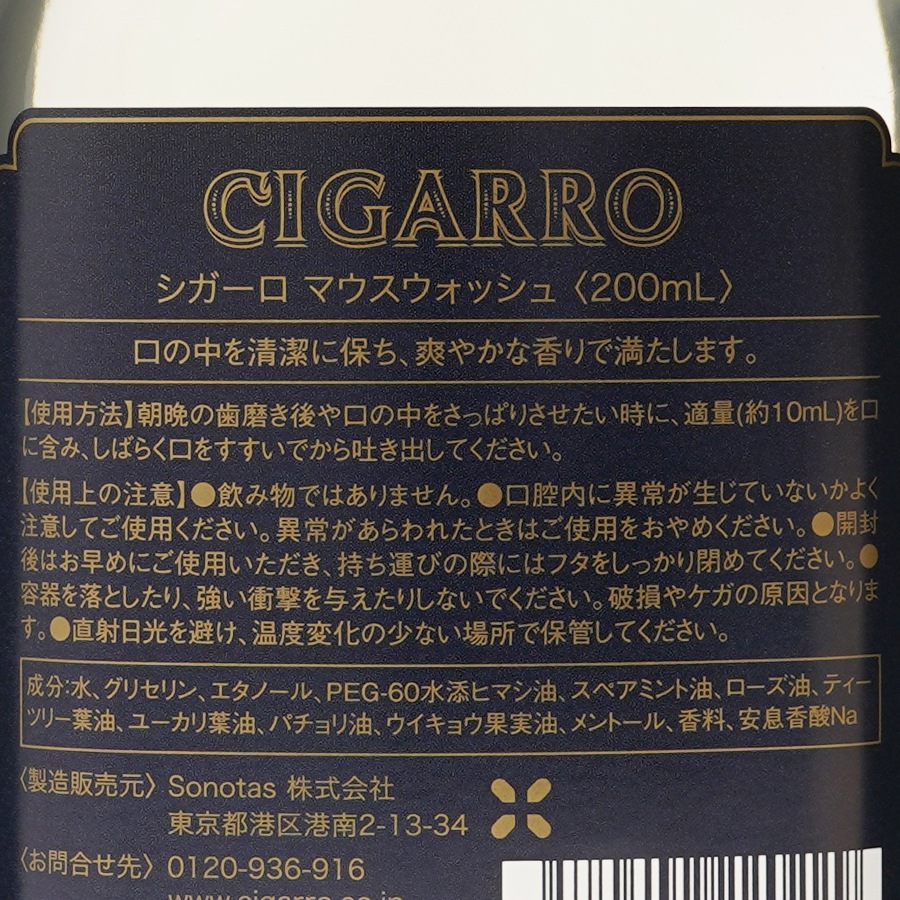 CIGARRO
シガーロ マウスウォッシュ〈200mL〉
口の中を清潔に保ち、爽やかな香りで満たします。
【使用方法】朝晩の歯磨き後や口の中をさっぱりさせたい時に、適量(約10mL)を口
に含み、しばらく口をすすいでから吐き出してください。
【使用上の注意】●飲み物ではありません。●口腔内に異常が生じていないかよく
注意してご使用ください。異常があらわれたときはご使用をおやめください。●開封
後はお早めにご使用いただき、持ち運びの際にはフタをしっかり閉めてください。●
容器を落としたり、強い衝撃を与えたりしないでください。破損やケガの原因となりま
す。●直射日光を避け、温度変化の少ない場所で保管してください。
成分:水、グリセリン、エタノール、PEG-60水添ヒマシ油、スペアミント油、ローズ油、ティー
ツリー葉油、ユーカリ葉油、パチョリ油、ウイキョウ果実油、メントール、香料、安息香酸Na
〈製造販売元〉Sonotas 株式会社
東京都港区港南2-13-34
〈お問合せ先〉0120-936-916